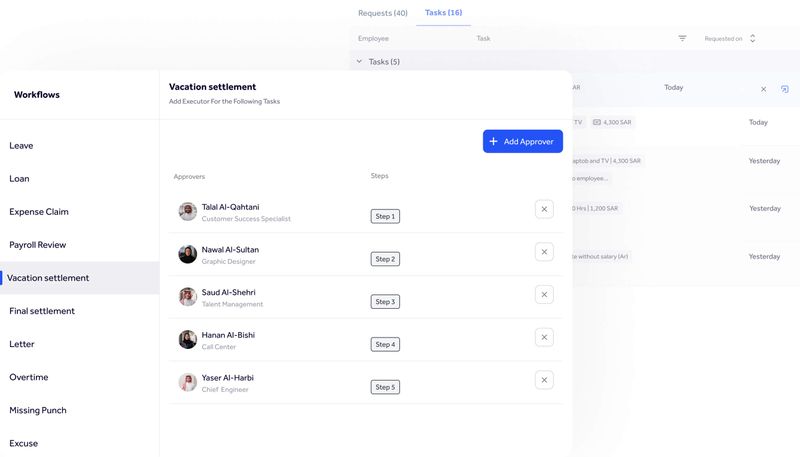 Requests (40)
Tasks (16)
Employee
Task
Requested on
Tasks (5)
AR
Today
TV
4,300 SAR
Today
aptob and TV | 4,300 SAR
Yesterday
o employee...
0 Hrs | 1,200 SAR
Yesterday
te without salary (Ar)
Yesterday
Workflows
Leave
Loan
Expense Claim
Payroll Review
Vacation settlement
Final settlement
Letter
Overtime
Missing Punch
Excuse
Vacation settlement
Add Executor For the Following Tasks
Add Approver
Approvers
Steps
Talal Al-Qahtani
Customer Success Specialist
Step 1
Nawal Al-Sultan
Graphic Designer
Step 2
Saud Al-Shehri
Talent Management
Step 3
Hanan Al-Bishi
Call Center
Step 4
Yaser Al-Harbi
Chief Engineer
Step 5